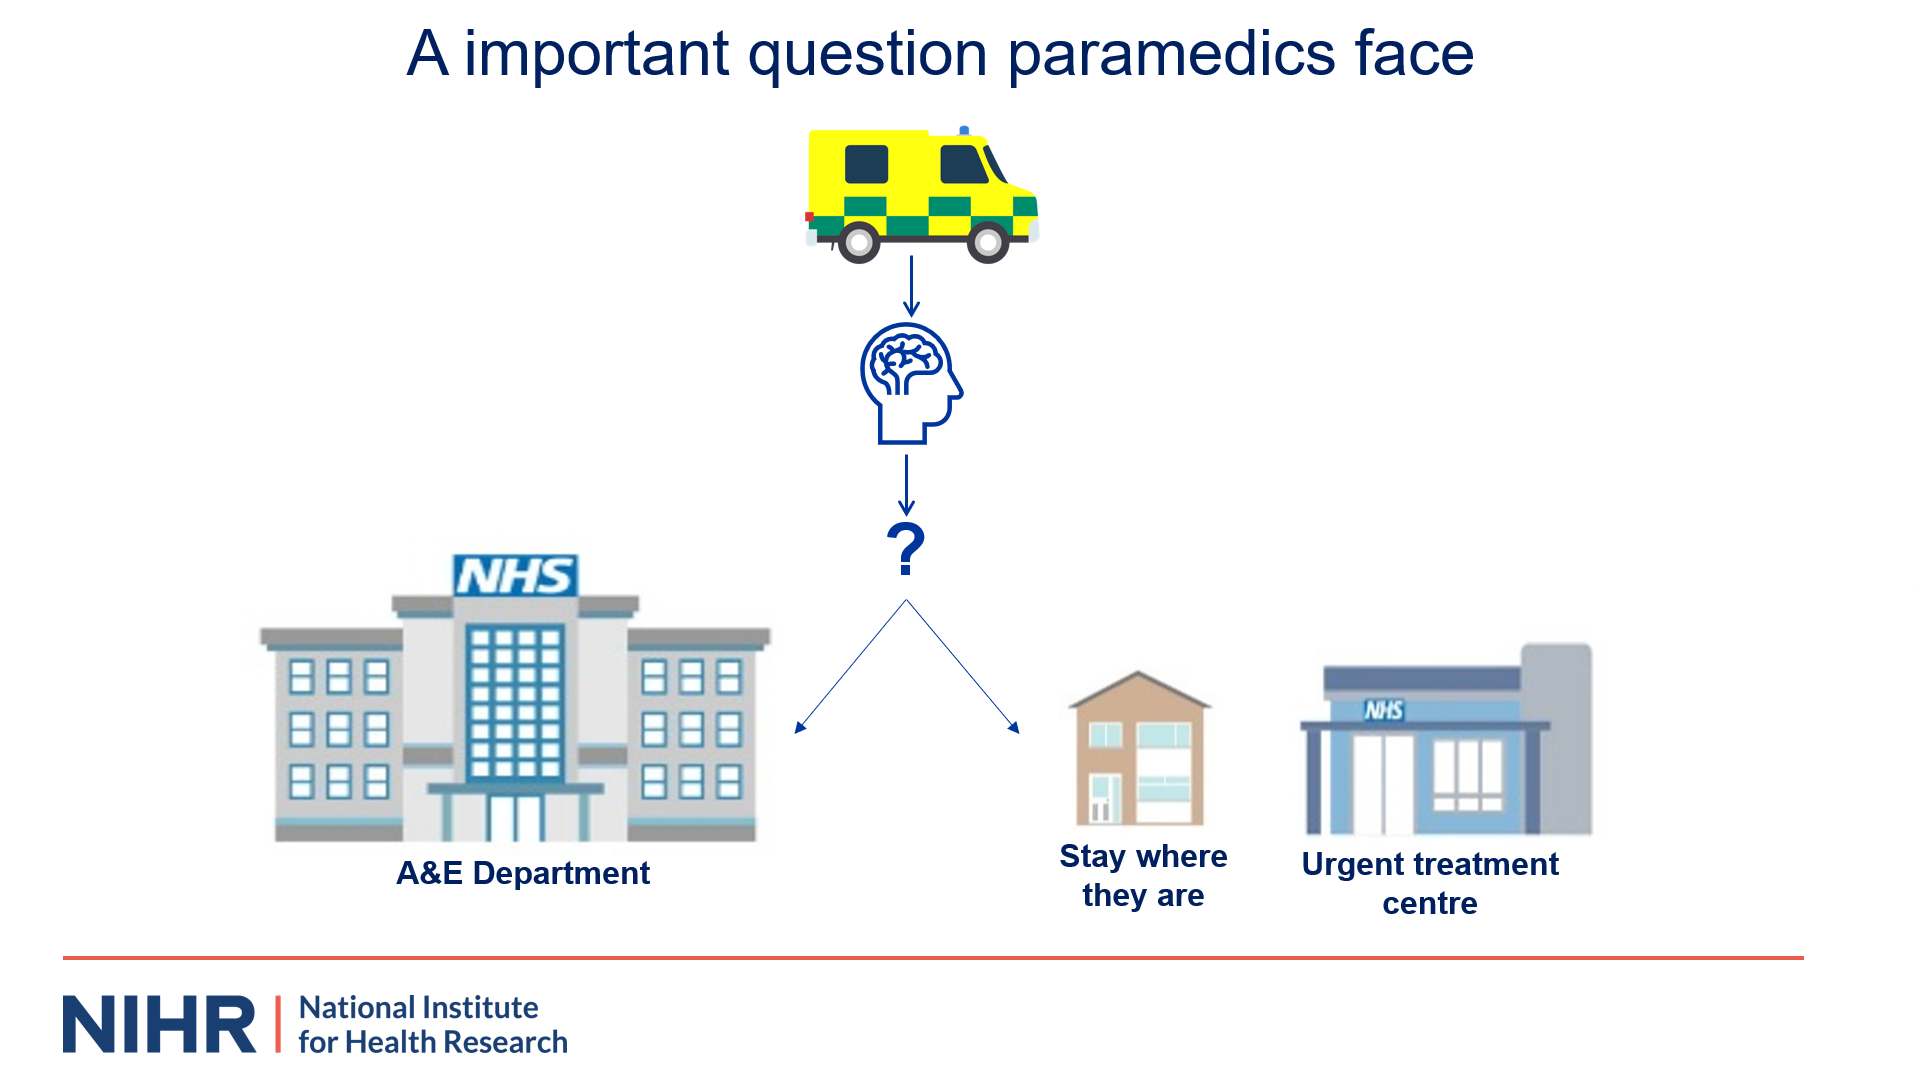 A important question paramedics face
?
NHS
NHS
A&E Department
Stay where
they are
Urgent treatment
centre
NIHR
National Institute
for Health Research